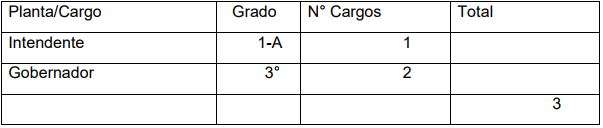 Planta/Cargo Grado N° Cargos Total
Intendente 1-A 1
Gobernador 3° 2
3